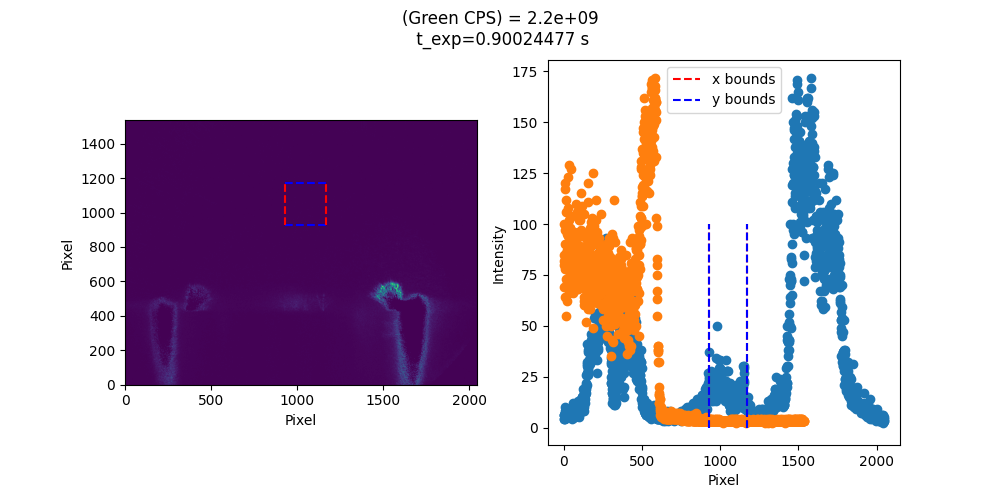 (Green CPS) = 2.2e+09
t_exp=0.90024477 s
1400
1200
1000
800
600
400
200
0
Pixel
0 500 1000 1500 2000
Pixel
175
150
125
100
75
50
25
0
Intensity
x bounds
y bounds
0 500 1000 1500 2000
Pixel